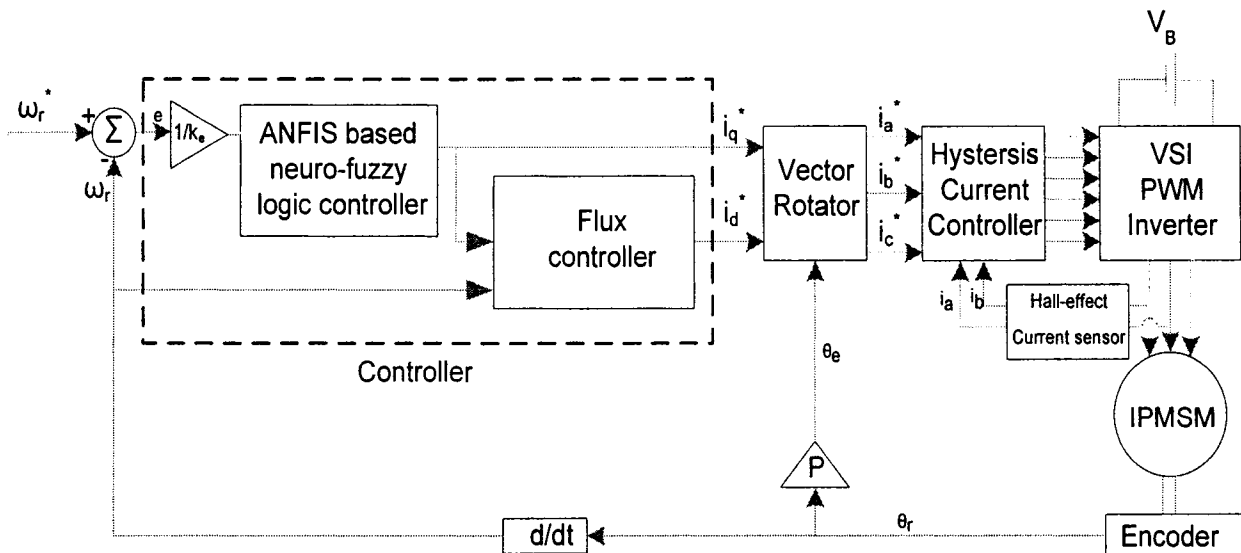 V_B
ω_r^*
+
Σ
-
ω_r
e
1/k_e
ANFIS based
neuro-fuzzy
logic controller
Flux
controller
Controller
i_q^*
i_d^*
Vector
Rotator
i_a^*
i_b^*
i_c^*
Hystersis
Current
Controller
VSI
PWM
Inverter
i_a
i_b
Hall-effect
Current sensor
θ_e
IPMSM
P
d/dt
θ_r
Encoder